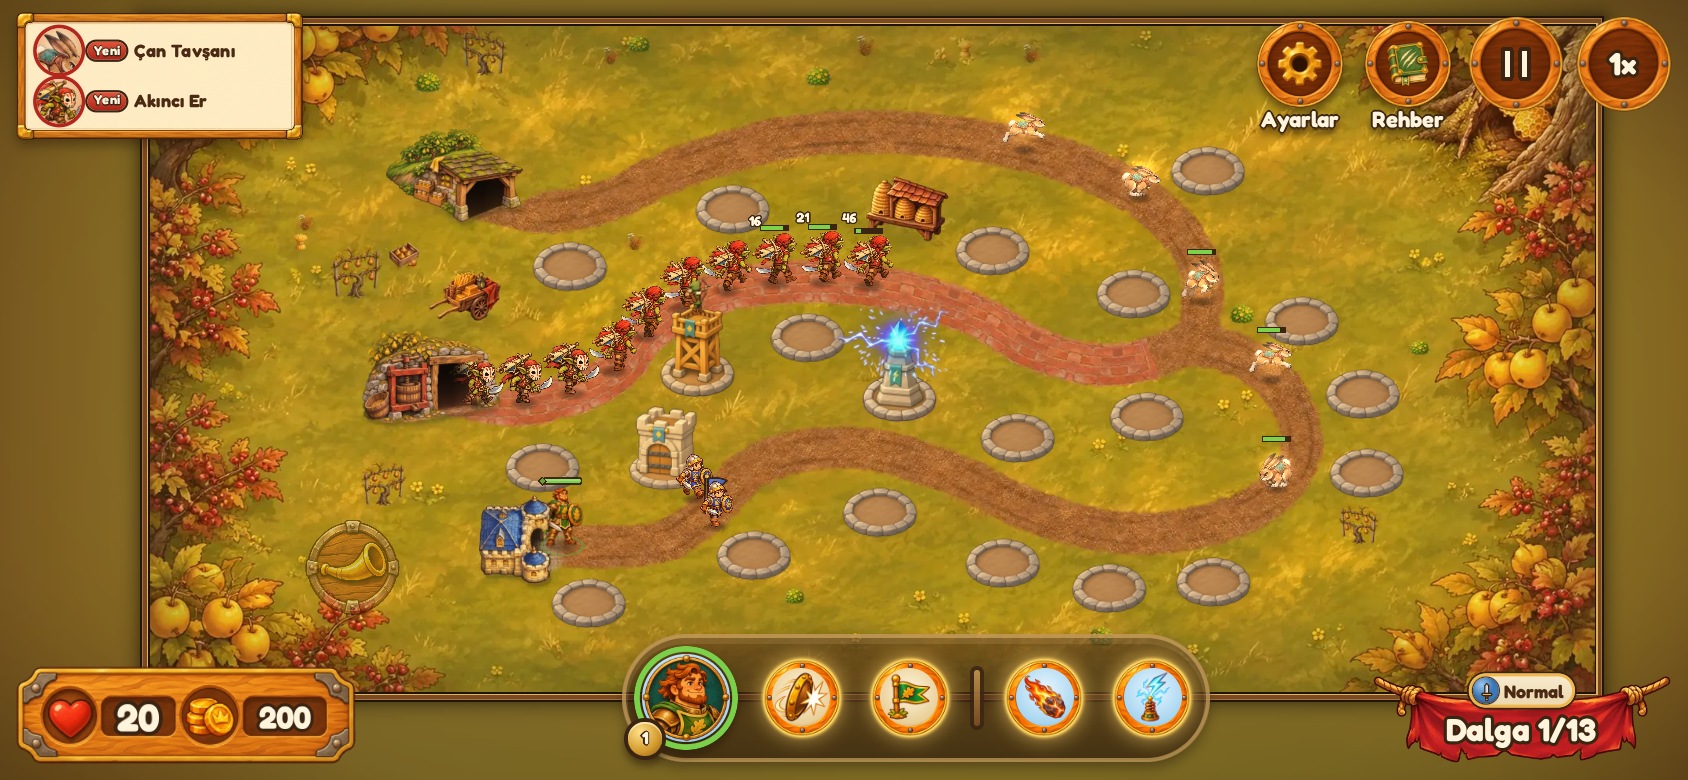 Yeni Çan Tavşanı
Yeni Akıncı Er
Ayarlar
Rehber
1x
16
21
46
20
200
1
Normal
Dalga 1/13